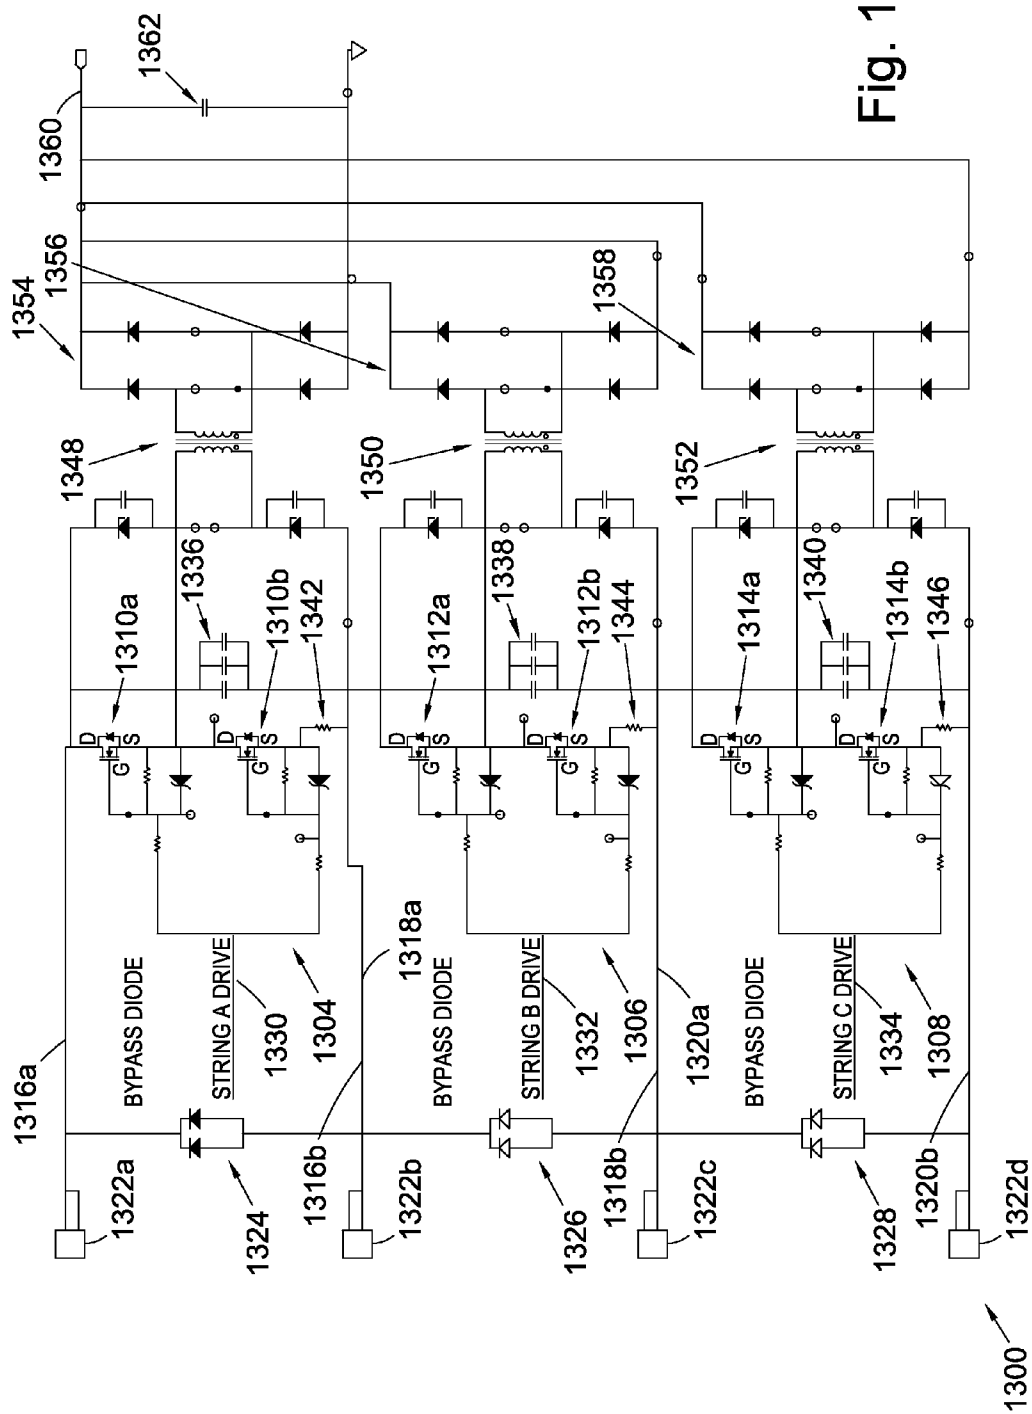 1300
1322a
1322b
1322c
1322d
1316a
1324
1316b
1326
1318b
1328
1320b
BYPASS DIODE
STRING A DRIVE
1330
1304
1318a
BYPASS DIODE
STRING B DRIVE
1332
1306
1320a
BYPASS DIODE
STRING C DRIVE
1334
1308
D
G
S
G
D
S
1310a
1336
1310b
1342
D
G
S
G
D
S
1312a
1338
1312b
1344
D
G
S
G
D
S
1314a
1340
1314b
1346
1348
1350
1352
1354
1356
1358
1360
1362
Fig. 1